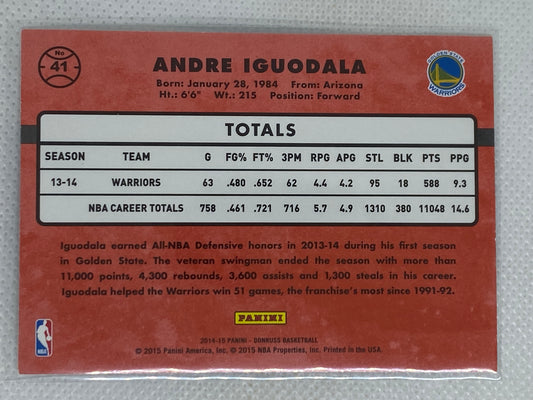 No
41
ANDRE IGUODALA
Born: January 28, 1984 From: Arizona
Ht.: 6'6" Wt.: 215 Position: Forward
GOLDEN STATE
WARRIORS
TOTALS
SEASON TEAM G FG% FT% 3PM RPG APG STL BLK PTS PPG
13-14 WARRIORS 63 .480 .652 62 4.4 4.2 95 18 588 9.3
NBA CAREER TOTALS 758 .461 .721 716 5.7 4.9 1310 380 11048 14.6
Iguodala earned All-NBA Defensive honors in 2013-14 during his first season
in Golden State. The veteran swingman ended the season with more than
11,000 points, 4,300 rebounds, 3,600 assists and 1,300 steals in his career.
Iguodala helped the Warriors win 51 games, the franchise's most since 1991-92.
PANINI
NBA
2014-15 PANINI - DONRUSS BASKETBALL
© 2015 Panini America, Inc. © 2015 NBA Properties, Inc. Printed in the USA.